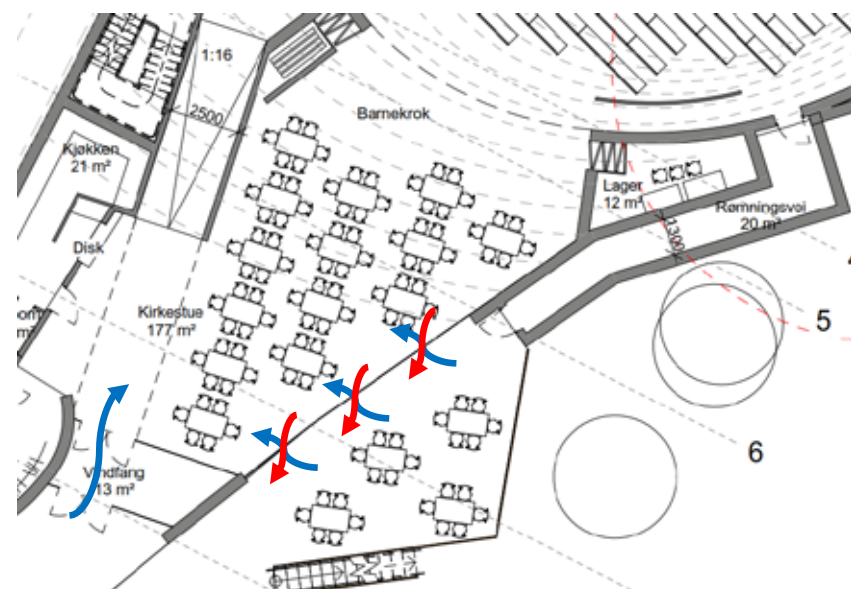 1:16
2500
Barnekrok
Kjøkken
21 m²
Lager
12 m²
Rømningsvei
20 m²
1300
Disk
Kirkestue
177 m²
5
6
Vindfang
13 m²